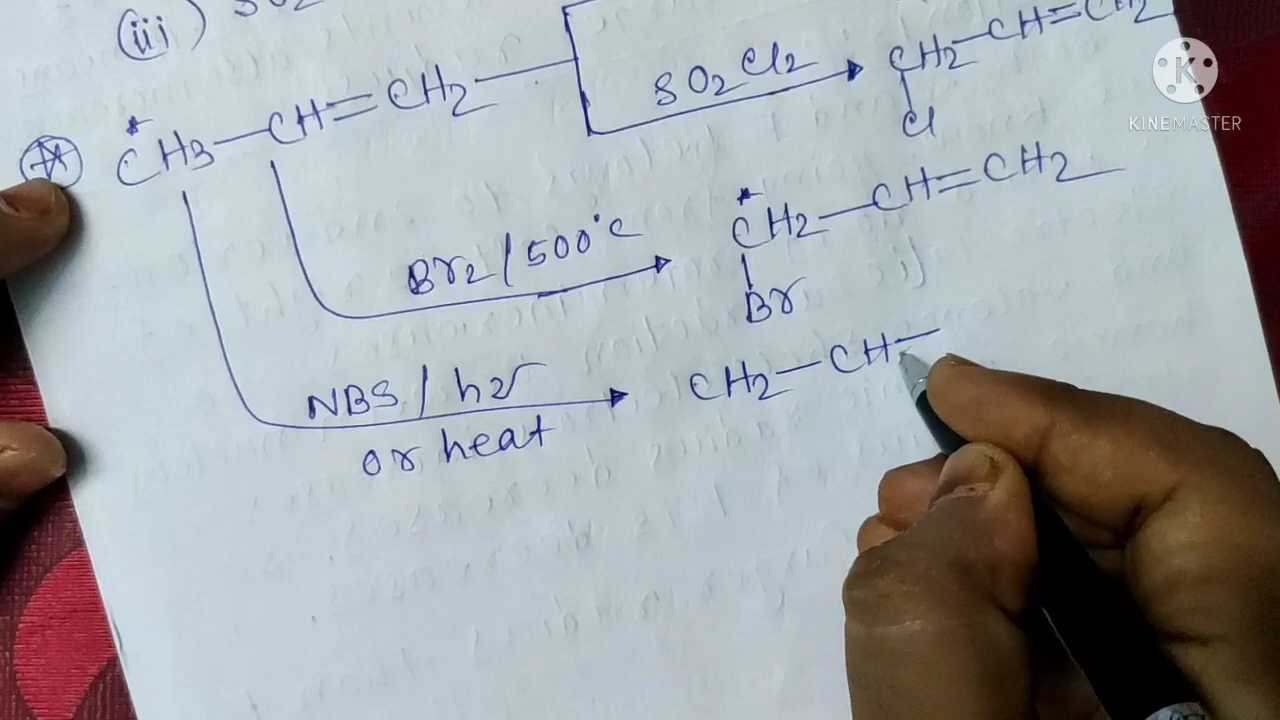 (iii) SO2
*CH3—CH=CH2
SO2Cl2
CH2—CH=CH2
Cl
Br2/500°C
*CH2—CH=CH2
Br
NBS/hν
or heat
CH2—CH—
K
KINEMASTER